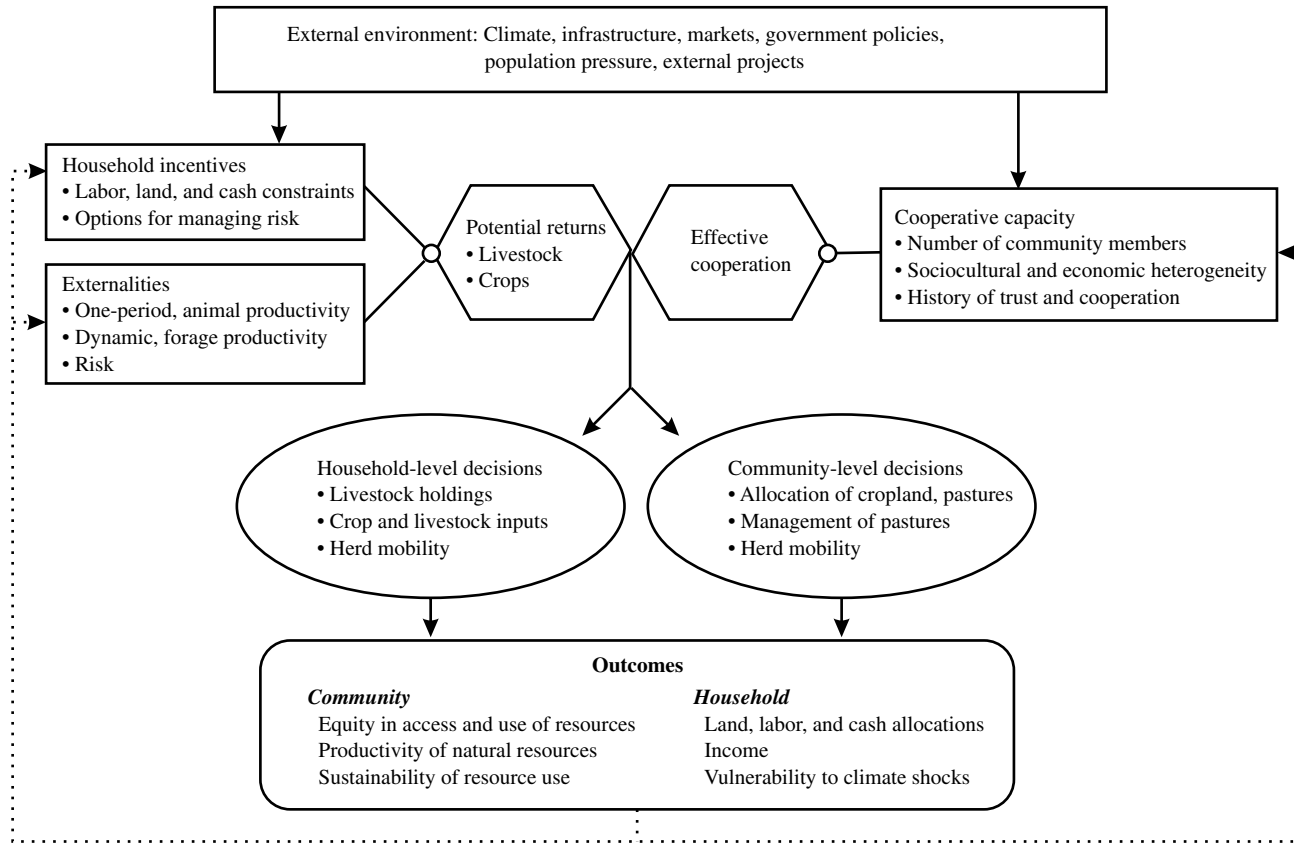 External environment: Climate, infrastructure, markets, government policies,
population pressure, external projects
Household incentives
• Labor, land, and cash constraints
• Options for managing risk
Externalities
• One-period, animal productivity
• Dynamic, forage productivity
• Risk
Potential returns
• Livestock
• Crops
Effective
cooperation
Cooperative capacity
• Number of community members
• Sociocultural and economic heterogeneity
• History of trust and cooperation
Household-level decisions
• Livestock holdings
• Crop and livestock inputs
• Herd mobility
Community-level decisions
• Allocation of cropland, pastures
• Management of pastures
• Herd mobility
Outcomes
Community
Equity in access and use of resources
Productivity of natural resources
Sustainability of resource use
Household
Land, labor, and cash allocations
Income
Vulnerability to climate shocks